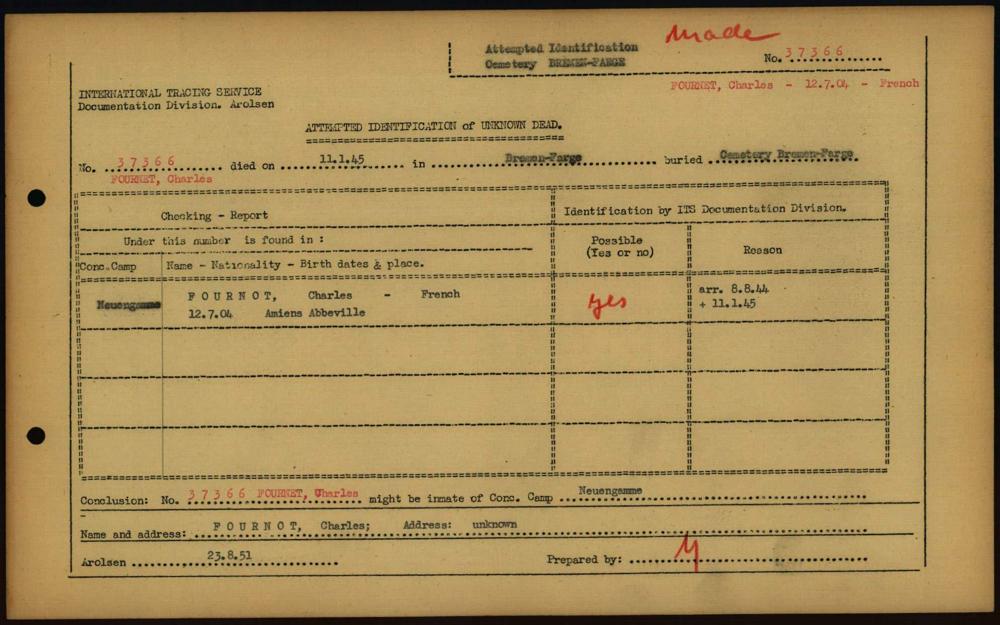 made
Attempted Identification
Cemetery BREMEN-FARGE
No. 37366
FOURNET, Charles - 12.7.04 - French
INTERNATIONAL TRACING SERVICE
Documentation Division. Arolsen
ATTEMPTED IDENTIFICATION of UNKNOWN DEAD.
No. 37366 died on 11.1.45 in Bremen-Farge buried Cemetery Bremen-Farge
FOURNET, Charles
Checking - Report
Identification by ITS Documentation Division.
Under this number is found in :
Possible
(Yes or no)
Reason
Conc.Camp
Name - Nationality - Birth dates & place.
Neuengamme
FOURNOT, Charles - French
12.7.04 Amiens Abbeville
yes
arr. 8.8.44
+ 11.1.45
Conclusion: No. 37366 FOURNET, Charles might be inmate of Conc. Camp Neuengamme
Name and address: FOURNOT, Charles; Address: unknown
Arolsen 23.8.51
Prepared by: